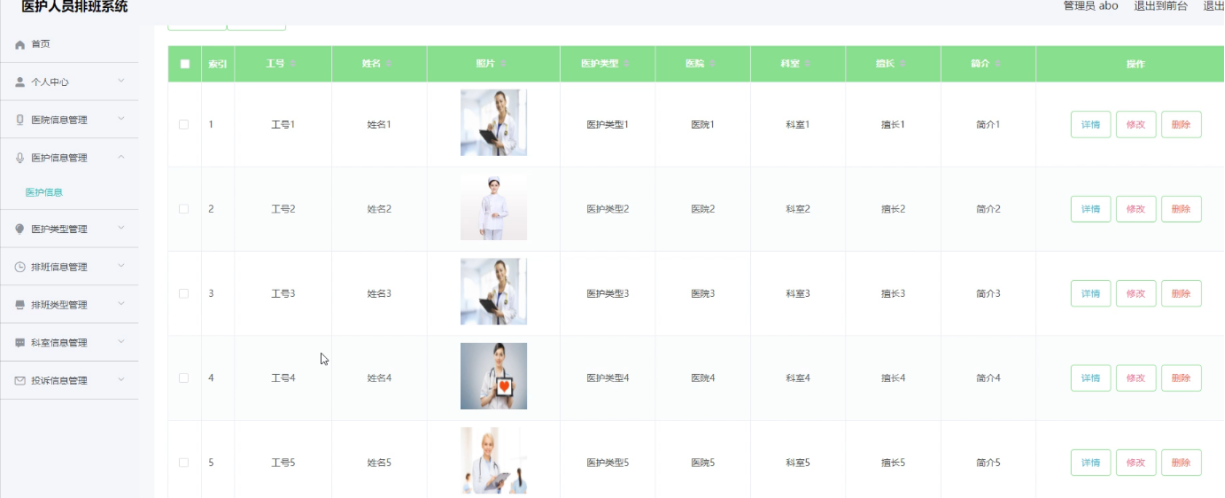 医护人员排班系统
管理员 abo 退出到前台 退出
首页
个人中心
医院信息管理
医护信息管理
医护信息
医护类型管理
排班信息管理
排班类型管理
科室信息管理
投诉信息管理
索引 工号 姓名 照片 医护类型 医院 科室 擅长 简介 操作
1 工号1 姓名1 医护类型1 医院1 科室1 擅长1 简介1 详情 修改 删除
2 工号2 姓名2 医护类型2 医院2 科室2 擅长2 简介2 详情 修改 删除
3 工号3 姓名3 医护类型3 医院3 科室3 擅长3 简介3 详情 修改 删除
4 工号4 姓名4 医护类型4 医院4 科室4 擅长4 简介4 详情 修改 删除
5 工号5 姓名5 医护类型5 医院5 科室5 擅长5 简介5 详情 修改 删除